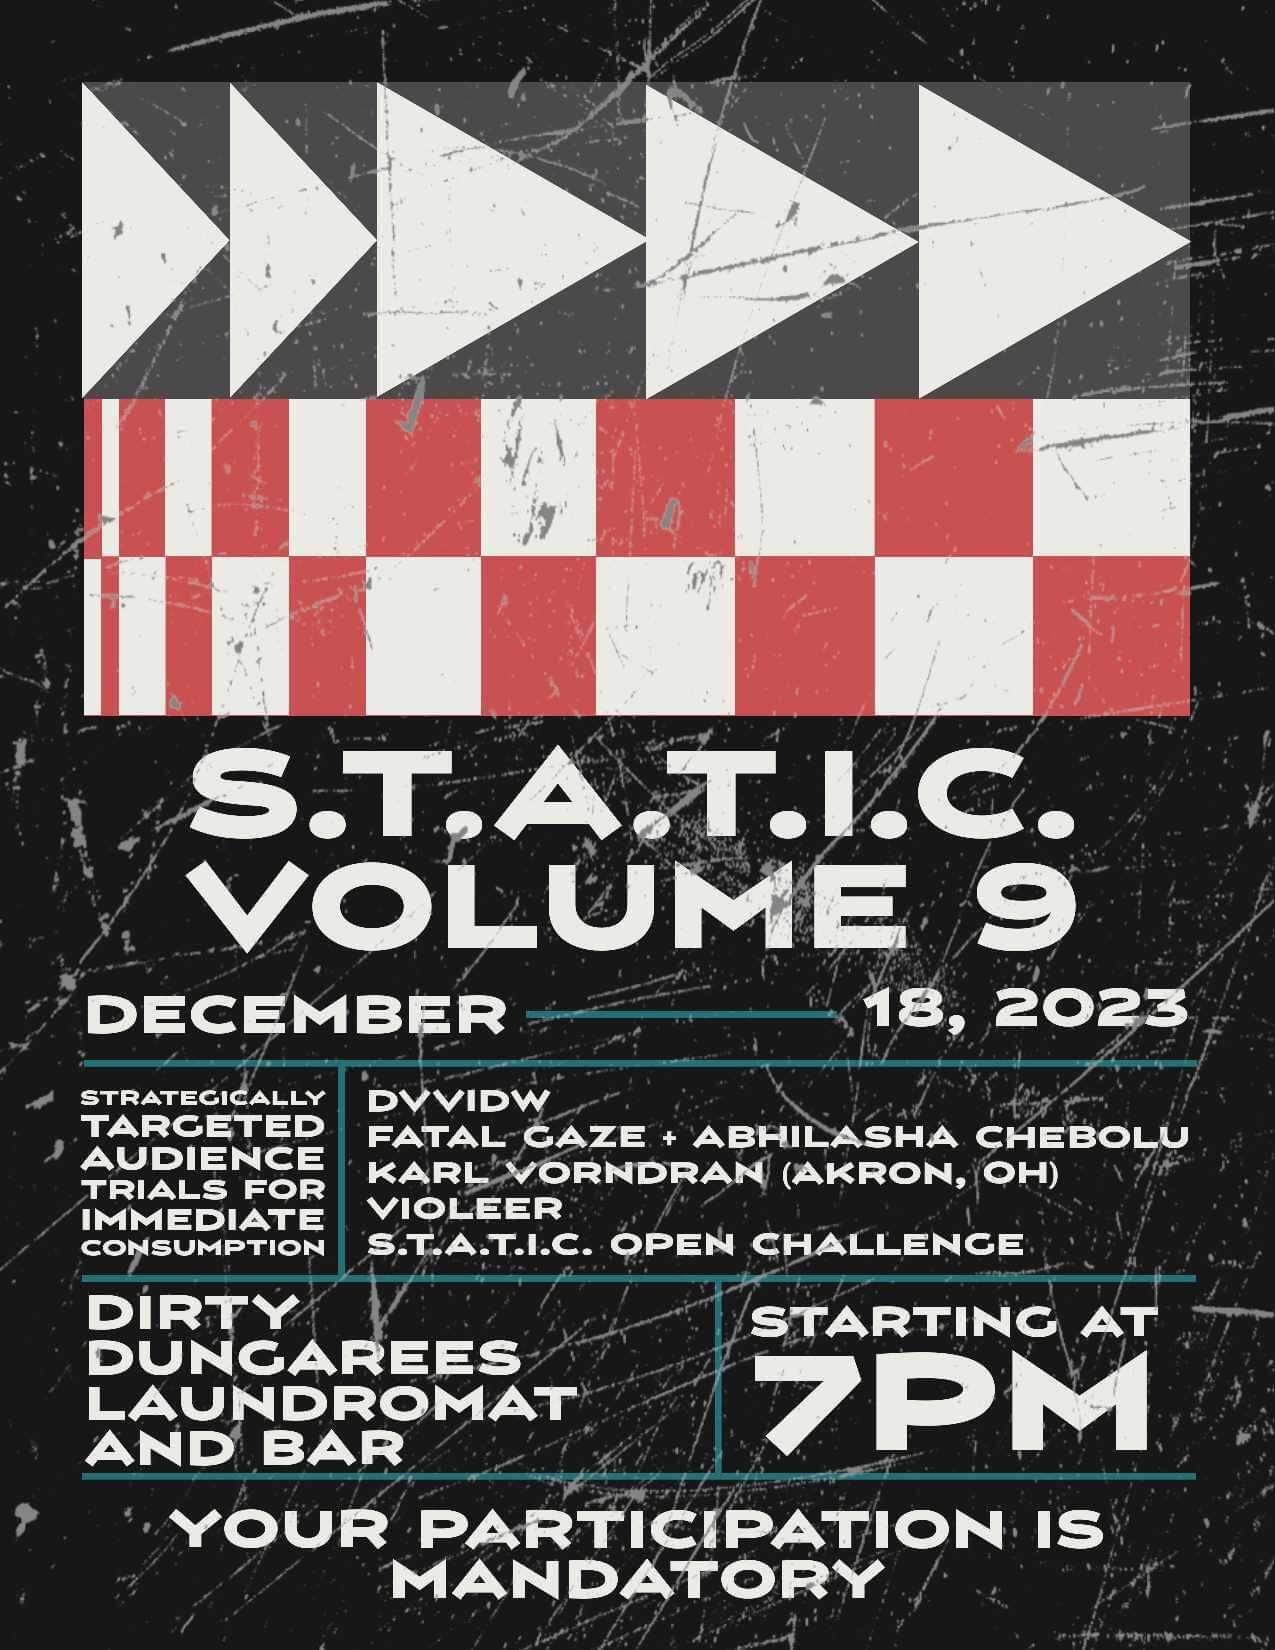 S.T.A.T.I.C.
VOLUME 9
DECEMBER 18, 2023
STRATEGICALLY
TARGETED
AUDIENCE
TRIALS FOR
IMMEDIATE
CONSUMPTION
DVVIDW
FATAL GAZE + ABHILASHA CHEBOLU
KARL VORNDRAN (AKRON, OH)
VIOLEER
S.T.A.T.I.C. OPEN CHALLENGE
DIRTY
DUNGAREES
LAUNDROMAT
AND BAR
STARTING AT
7PM
YOUR PARTICIPATION IS
MANDATORY